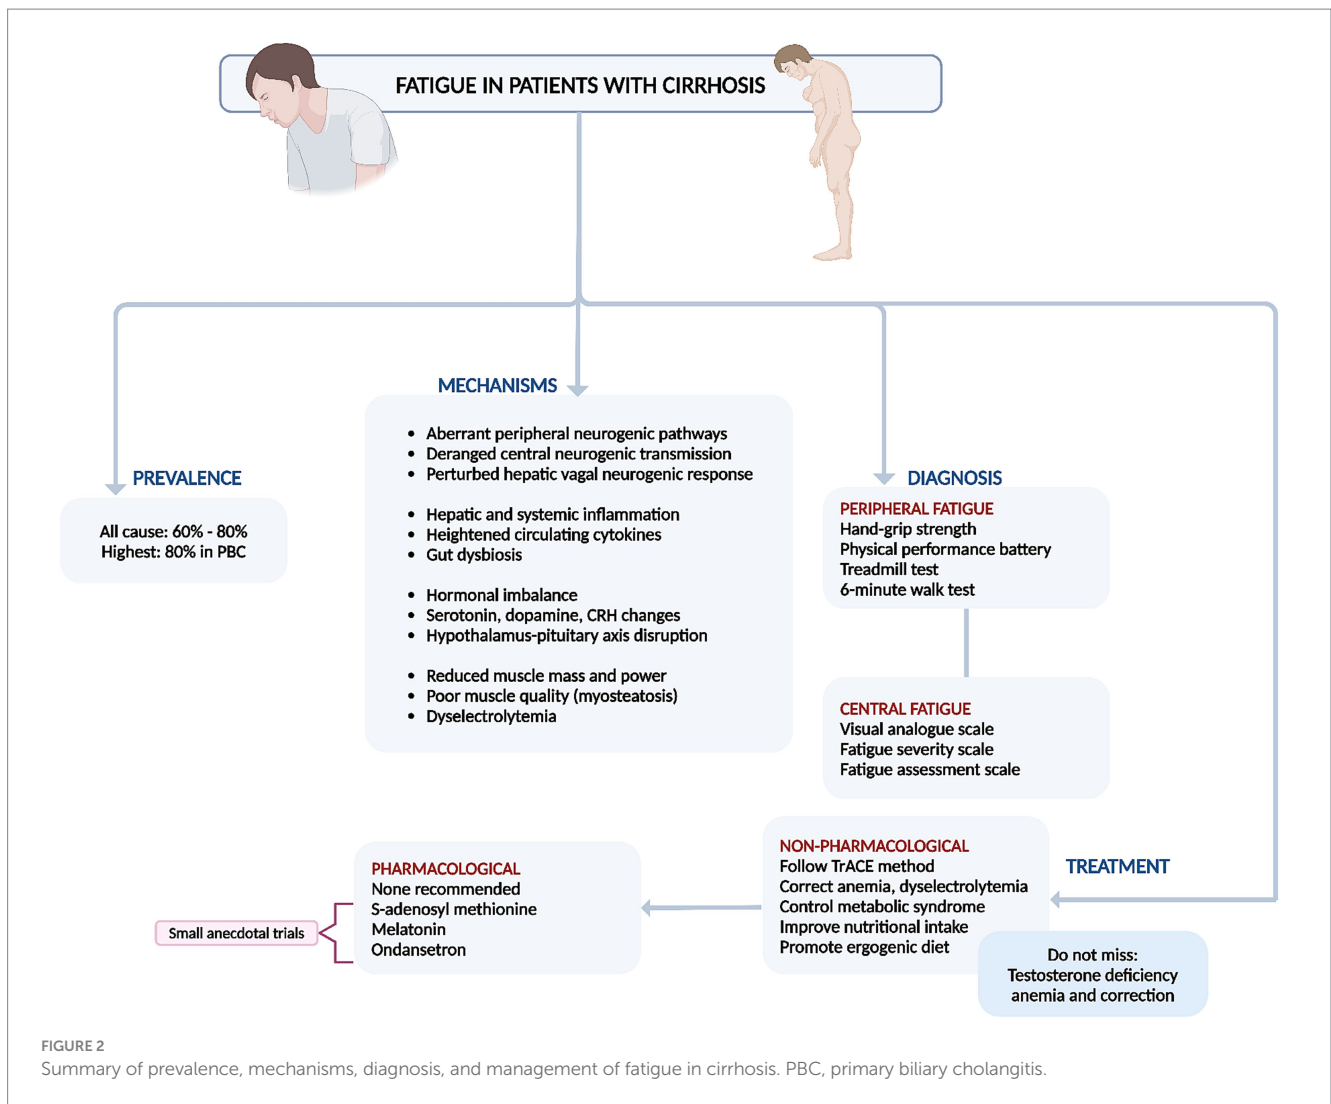 FATIGUE IN PATIENTS WITH CIRRHOSIS
PREVALENCE
All cause: 60% - 80%
Highest: 80% in PBC
MECHANISMS
• Aberrant peripheral neurogenic pathways
• Deranged central neurogenic transmission
• Perturbed hepatic vagal neurogenic response
• Hepatic and systemic inflammation
• Heightened circulating cytokines
• Gut dysbiosis
• Hormonal imbalance
• Serotonin, dopamine, CRH changes
• Hypothalamus-pituitary axis disruption
• Reduced muscle mass and power
• Poor muscle quality (myosteatosis)
• Dyselectrolytemia
DIAGNOSIS
PERIPHERAL FATIGUE
Hand-grip strength
Physical performance battery
Treadmill test
6-minute walk test
CENTRAL FATIGUE
Visual analogue scale
Fatigue severity scale
Fatigue assessment scale
TREATMENT
NON-PHARMACOLOGICAL
Follow TrACE method
Correct anemia, dyselectrolytemia
Control metabolic syndrome
Improve nutritional intake
Promote ergogenic diet
Do not miss:
Testosterone deficiency
anemia and correction
PHARMACOLOGICAL
None recommended
S-adenosyl methionine
Melatonin
Ondansetron
Small anecdotal trials
FIGURE 2
Summary of prevalence, mechanisms, diagnosis, and management of fatigue in cirrhosis. PBC, primary biliary cholangitis.